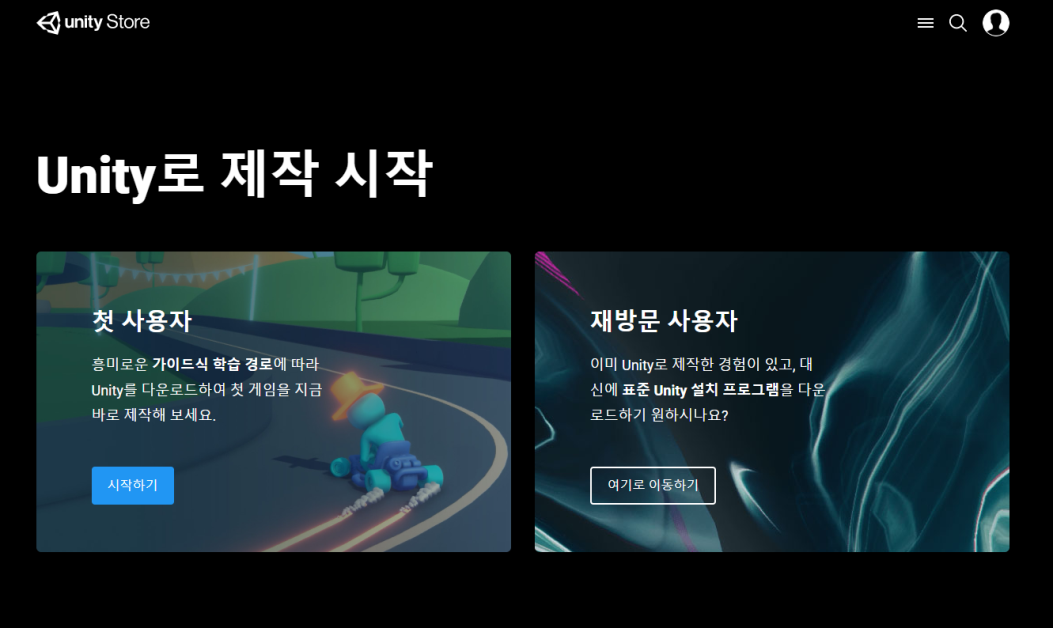 unity Store
Unity로 제작 시작
첫 사용자
흥미로운 가이드식 학습 경로에 따라
Unity를 다운로드하여 첫 게임을 지금
바로 제작해 보세요.
시작하기
재방문 사용자
이미 Unity로 제작한 경험이 있고, 대
신에 표준 Unity 설치 프로그램을 다운
로드하기 원하시나요?
여기로 이동하기